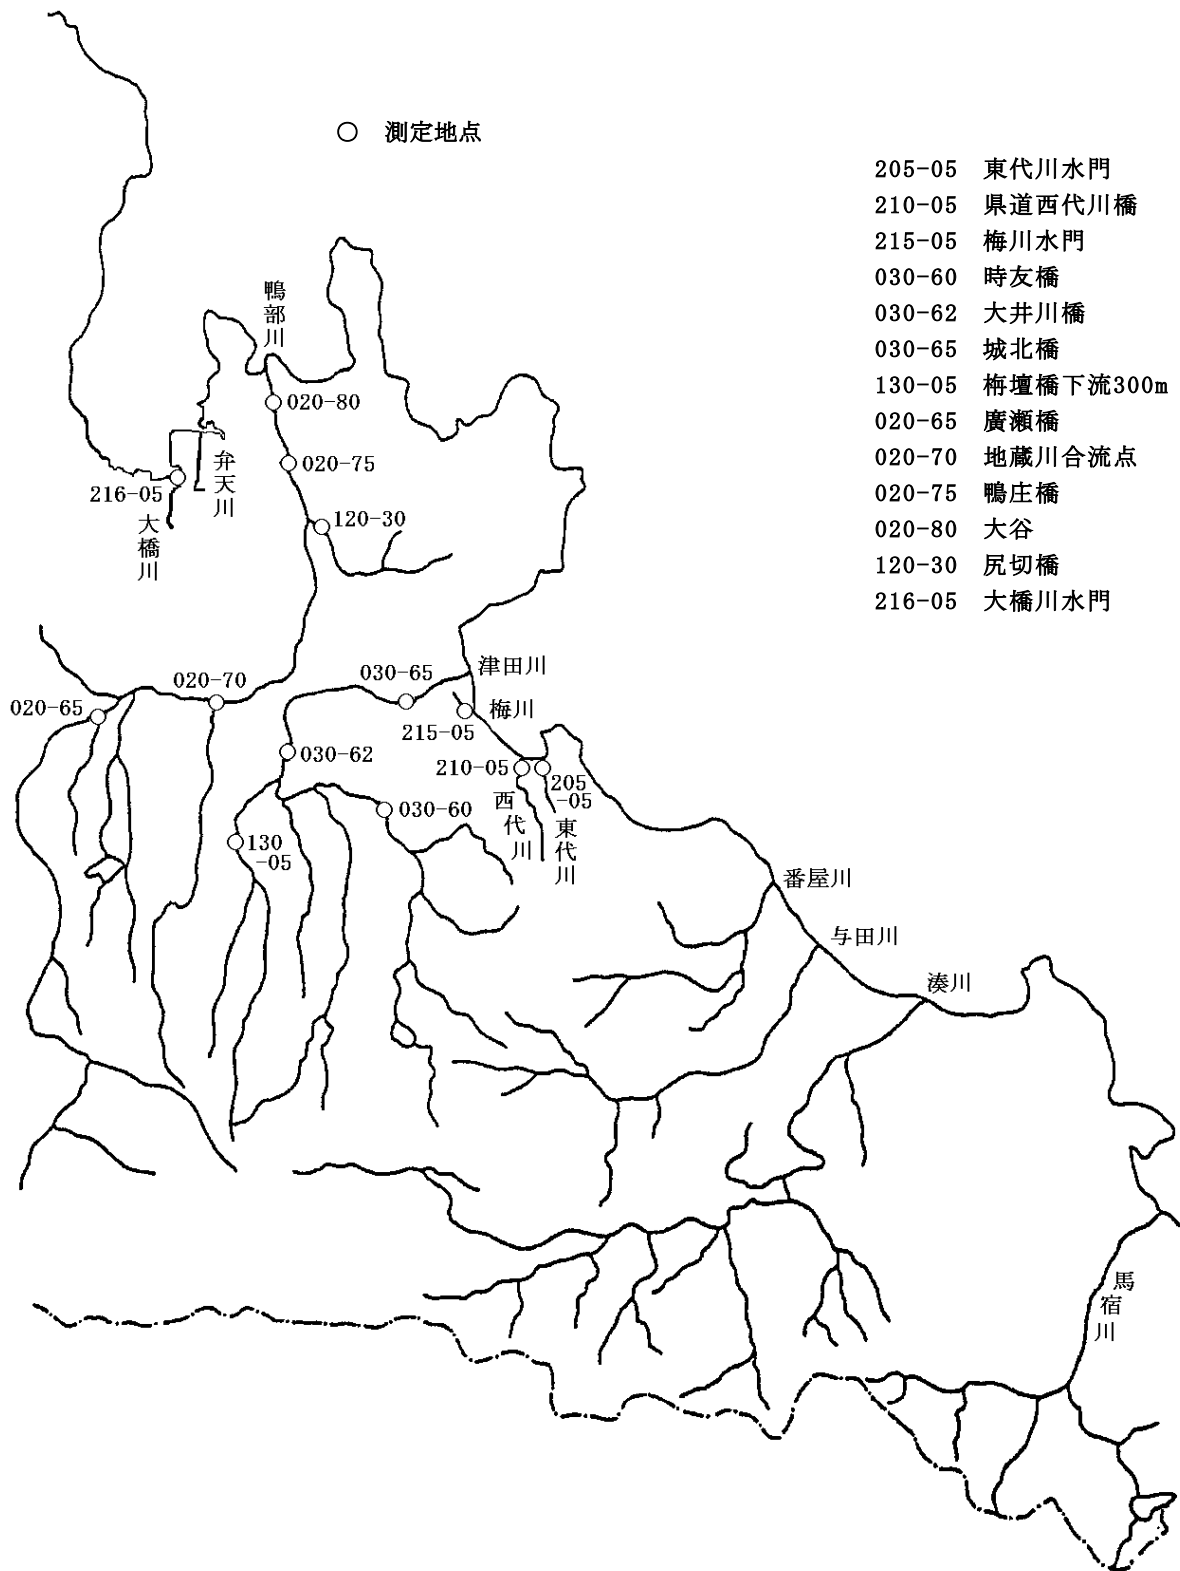 ○ 測定地点
205-05 東代川水門
210-05 県道西代川橋
215-05 梅川水門
030-60 時友橋
030-62 大井川橋
030-65 城北橋
130-05 栴壇橋下流300m
020-65 廣瀬橋
020-70 地蔵川合流点
020-75 鴨庄橋
020-80 大谷
120-30 尻切橋
216-05 大橋川水門
鴨部川
020-80
020-75
弁天川
216-05
大橋川
120-30
津田川
030-65
020-70
020-65
梅川
215-05
030-62
210-05
205
-05
西代川
東代川
030-60
130
-05
番屋川
与田川
湊川
馬宿川